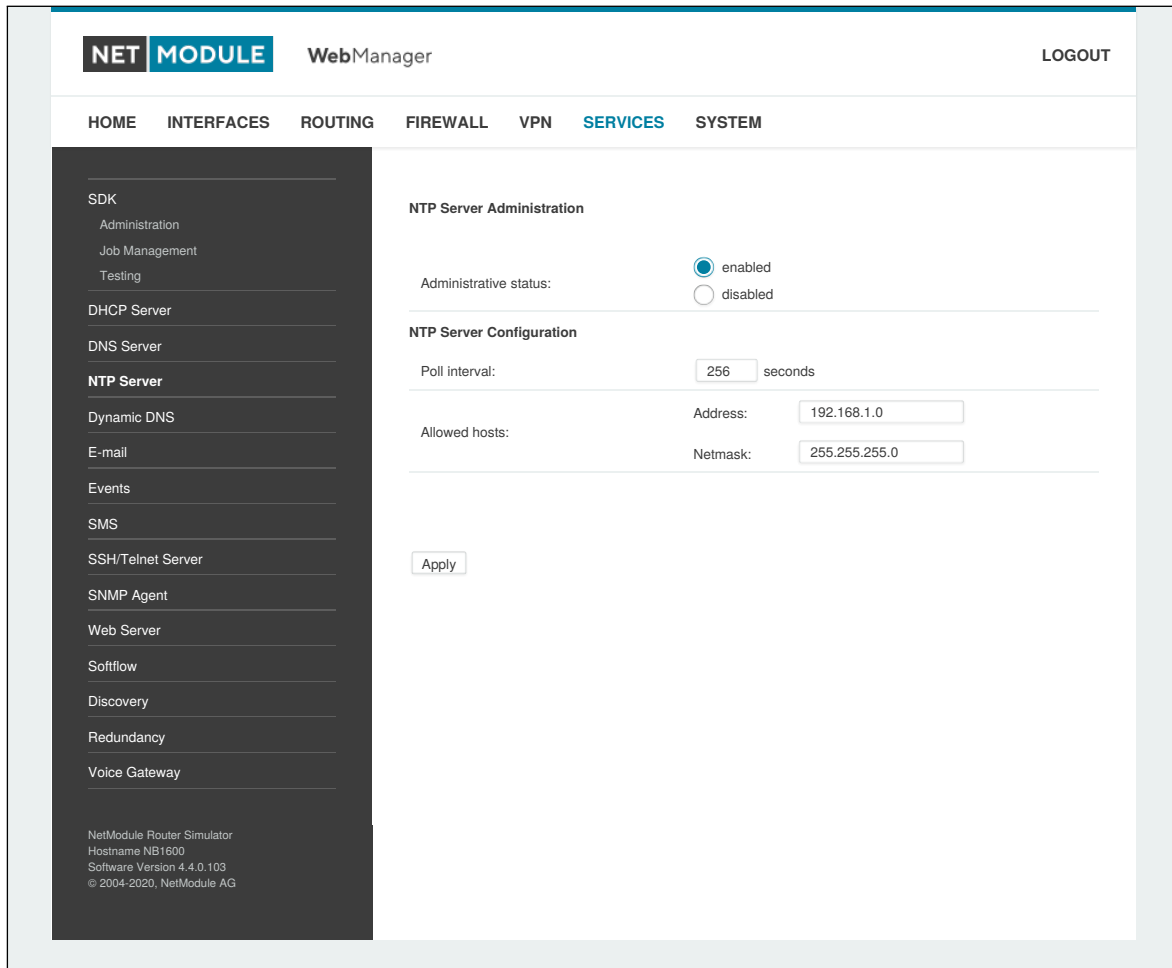 NET MODULE WebManager LOGOUT
HOME INTERFACES ROUTING FIREWALL VPN SERVICES SYSTEM
SDK
Administration
Job Management
Testing
DHCP Server
DNS Server
NTP Server
Dynamic DNS
E-mail
Events
SMS
SSH/Telnet Server
SNMP Agent
Web Server
Softflow
Discovery
Redundancy
Voice Gateway
NetModule Router Simulator
Hostname NB1600
Software Version 4.4.0.103
© 2004-2020, NetModule AG
NTP Server Administration
Administrative status:
enabled
disabled
NTP Server Configuration
Poll interval: 256 seconds
Allowed hosts:
Address: 192.168.1.0
Netmask: 255.255.255.0
Apply